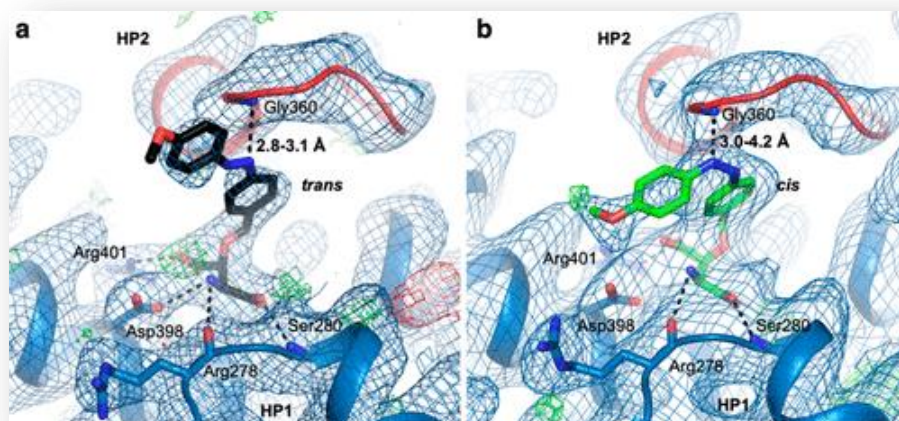 a
HP2
Gly360
2.8-3.1 Å
trans
Arg401
Asp398
Ser280
Arg278
HP1
b
HP2
Gly360
3.0-4.2 Å
cis
Arg401
Asp398
Ser280
Arg278
HP1